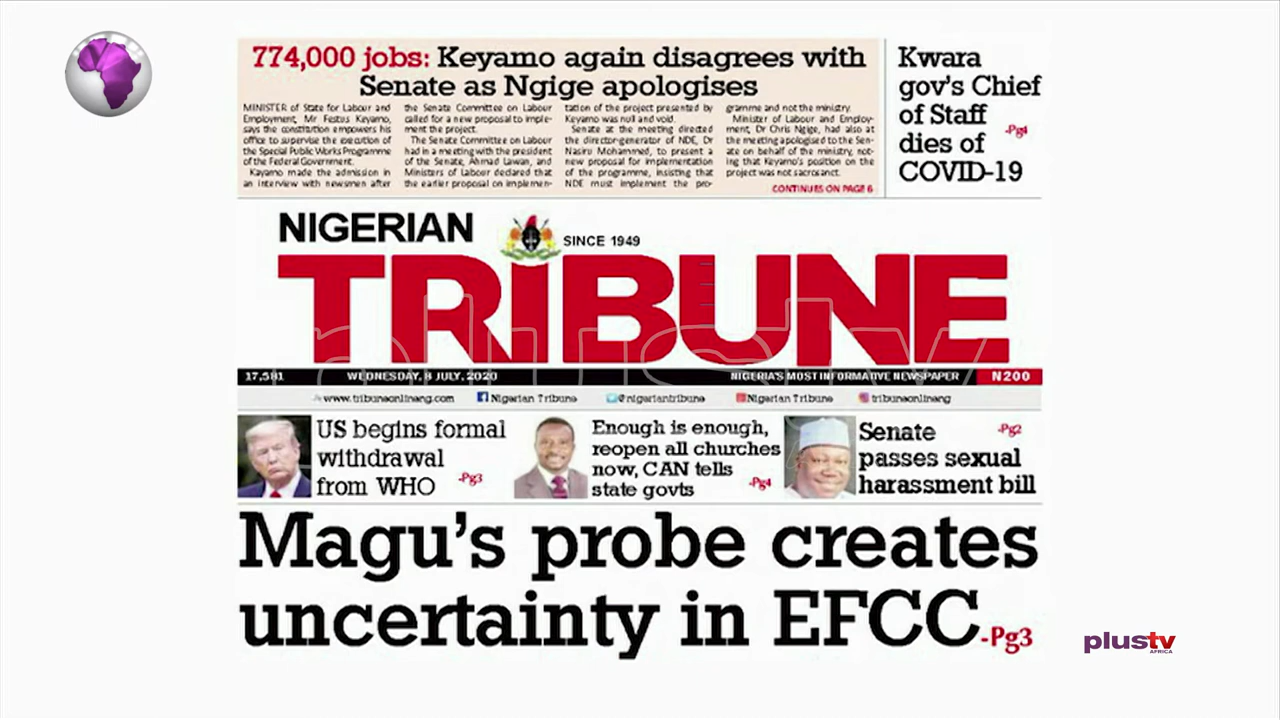 774,000 jobs: Keyamo again disagrees with
Senate as Ngige apologises
MINISTER of State for Labour and
Employment, Mr Festus Keyamo,
says the constitution empowers his
office to supervise the execution of
the Special Public Works Programme
of the Federal Government.
Kayamo made the admission in
an interview with newsmen after
the Senate Committee on Labour
called for a new proposal to imple-
ment the project.
The Senate Committee on Labour
had in a meeting with the president
of the Senate, Ahmad Lawan, and
Ministers of Labour declared that
the earlier proposal on implemen-
tation of the project presented by
Keyamo was null and void.
Senate at the meeting directed
the director-general of NDE, Dr
Nasiru Mohammed, to present a
new proposal for implementation
of the programme, insisting that
NDE must implement the pro-
gramme and not the ministry.
Minister of Labour and Employ-
ment, Dr Chris Ngige, had also at
the meeting apologised to the Sen-
ate on behalf of the ministry, not-
ing that Keyamo's position on the
project was not sacrosanct.
CONTINUES ON PAGE 6
Kwara
gov's Chief
of Staff
dies of
COVID-19
-Pg4
NIGERIAN
SINCE 1949
TRIBUNE
plustv
17,581 WEDNESDAY, 8 JULY, 2020 NIGERIA'S MOST INFORMATIVE NEWSPAPER N200
www.tribuneonlineng.com Nigerian Tribune @nigeriantribune Nigerian Tribune tribuneonlineng
US begins formal
withdrawal
from WHO -Pg3
Enough is enough,
reopen all churches
now, CAN tells
state govts -Pg4
Senate -Pg2
passes sexual
harassment bill
Magu's probe creates
uncertainty in EFCC -Pg3
plustv
AFRICA